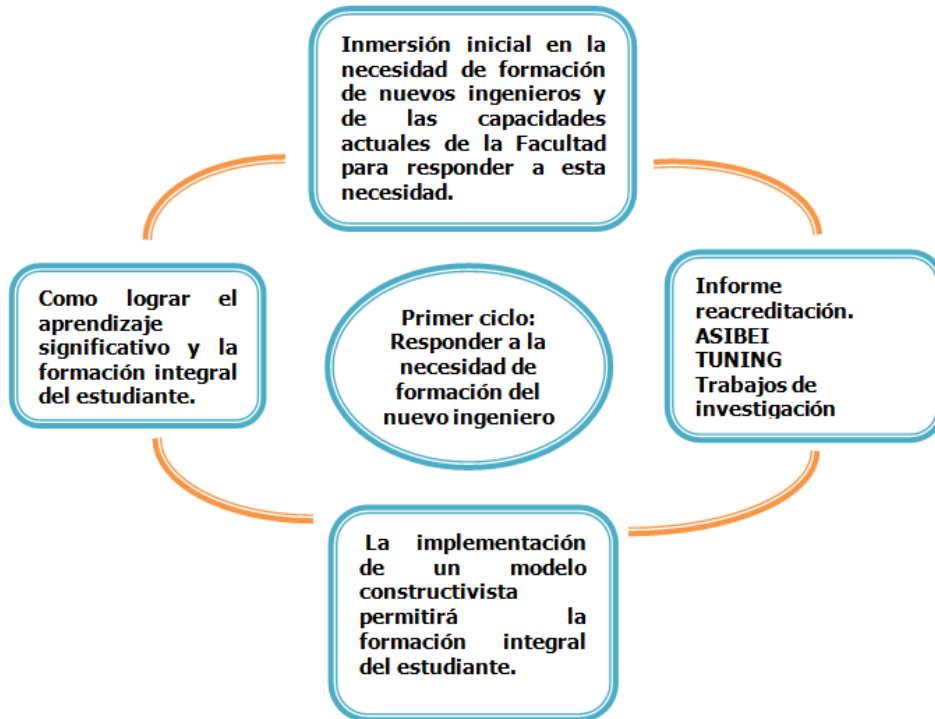 Inmersión inicial en la
necesidad de formación
de nuevos ingenieros y
de las capacidades
actuales de la Facultad
para responder a esta
necesidad.
Como lograr el
aprendizaje
significativo y la
formación integral
del estudiante.
Primer ciclo:
Responder a la
necesidad de
formación del
nuevo ingeniero
Informe
reacreditación.
ASIBEI
TUNING
Trabajos de
investigación
La implementación
de un modelo
constructivista
permitirá la
formación integral
del estudiante.